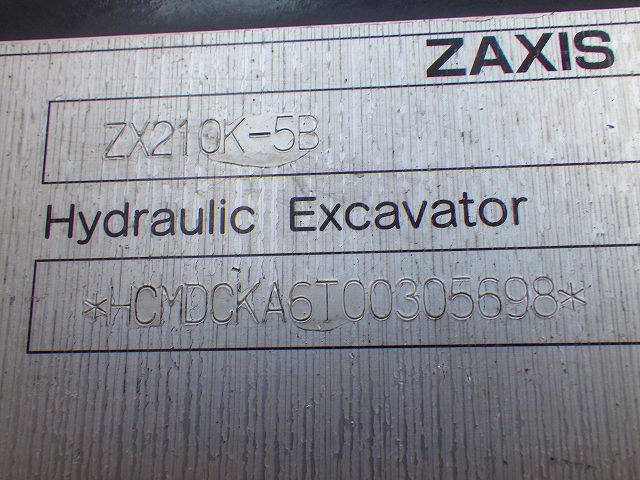 ZAXIS
ZX210K-5B
Hydraulic Excavator
*HCMDCKA6T00305698*